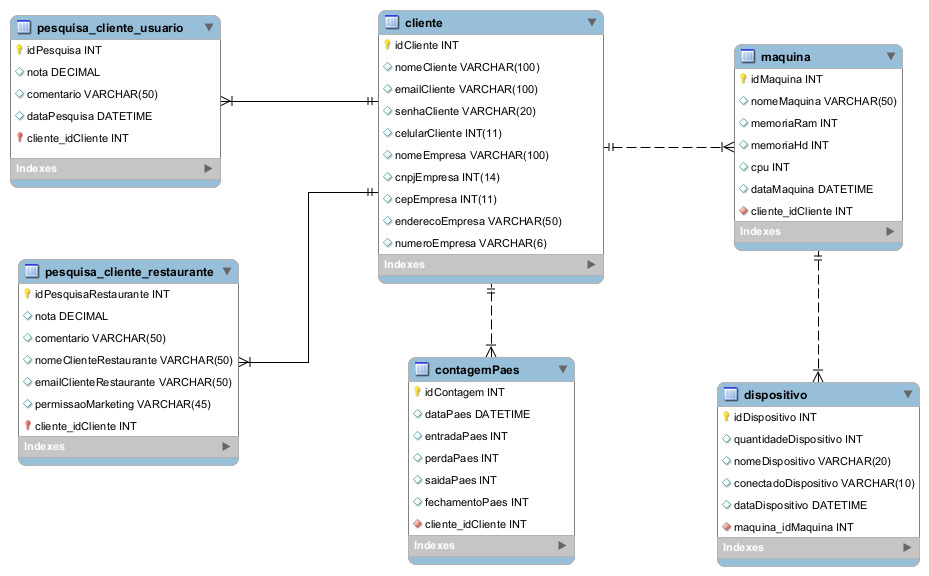 pesquisa_cliente_usuario
idPesquisa INT
nota DECIMAL
comentario VARCHAR(50)
dataPesquisa DATETIME
cliente_idCliente INT
Indexes
cliente
idCliente INT
nomeCliente VARCHAR(100)
emailCliente VARCHAR(100)
senhaCliente VARCHAR(20)
celularCliente INT(11)
nomeEmpresa VARCHAR(100)
cnpjEmpresa INT(14)
cepEmpresa INT(11)
enderecoEmpresa VARCHAR(50)
numeroEmpresa VARCHAR(6)
Indexes
maquina
idMaquina INT
nomeMaquina VARCHAR(50)
memoriaRam INT
memoriaHd INT
cpu INT
dataMaquina DATETIME
cliente_idCliente INT
Indexes
pesquisa_cliente_restaurante
idPesquisaRestaurante INT
nota DECIMAL
comentario VARCHAR(50)
nomeClienteRestaurante VARCHAR(50)
emailClienteRestaurante VARCHAR(50)
permissaoMarketing VARCHAR(45)
cliente_idCliente INT
Indexes
contagemPaes
idContagem INT
dataPaes DATETIME
entradaPaes INT
perdaPaes INT
saidaPaes INT
fechamentoPaes INT
cliente_idCliente INT
Indexes
dispositivo
idDispositivo INT
quantidadeDispositivo INT
nomeDispositivo VARCHAR(20)
conectadoDispositivo VARCHAR(10)
dataDispositivo DATETIME
maquina_idMaquina INT
Indexes